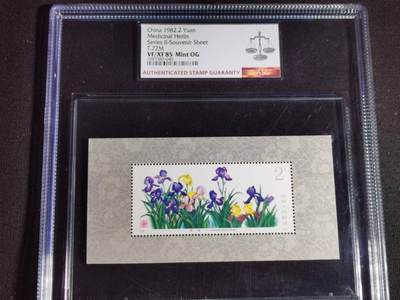 China 1982.2 Yuan
Medicinal Herbs
Series II-Souvenir Sheet
T.72M
VF/XF 85 Mint OG
AUTHENTICATED STAMP GUARANTY
2